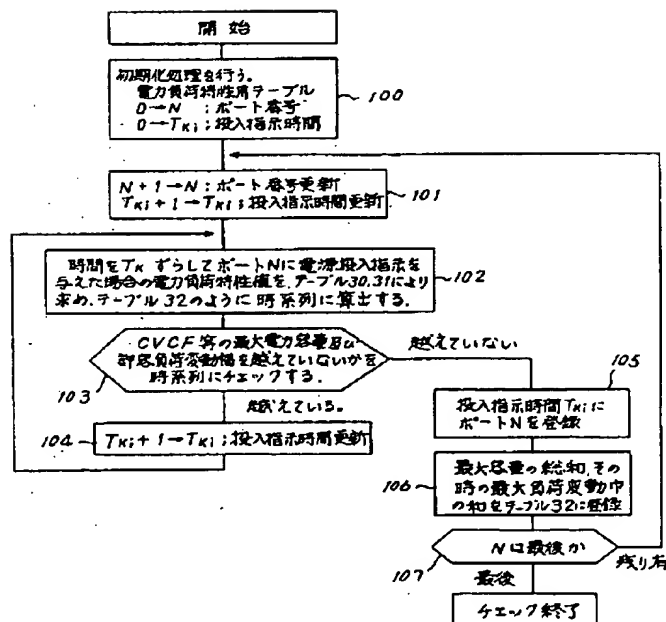 開始
初期化処理を行う。
電力負荷特性用テーブル
0→N :ポート番号
0→TKi:投入指示時間
100
N+1→N:ポート番号更新
TKi+1→TKi:投入指示時間更新
101
時間をTKずらしてポートNに電源投入指示を
与えた場合の電力負荷特性値を、テーブル30,31により
求め、テーブル32のように時系列に算出する。
102
CVCF等の最大電力容量及び
許容負荷変動幅を越えていないかを
時系列にチェックする。
103
越えていない
越えている。
104
TKi+1→TKi:投入指示時間更新
105
投入指示時間TKiに
ポートNを登録
106
最大容量の総和,その
時の最大負荷変動巾
の和をテーブル32に登録
Nは最後か
107
残り有
最後
チェック終了